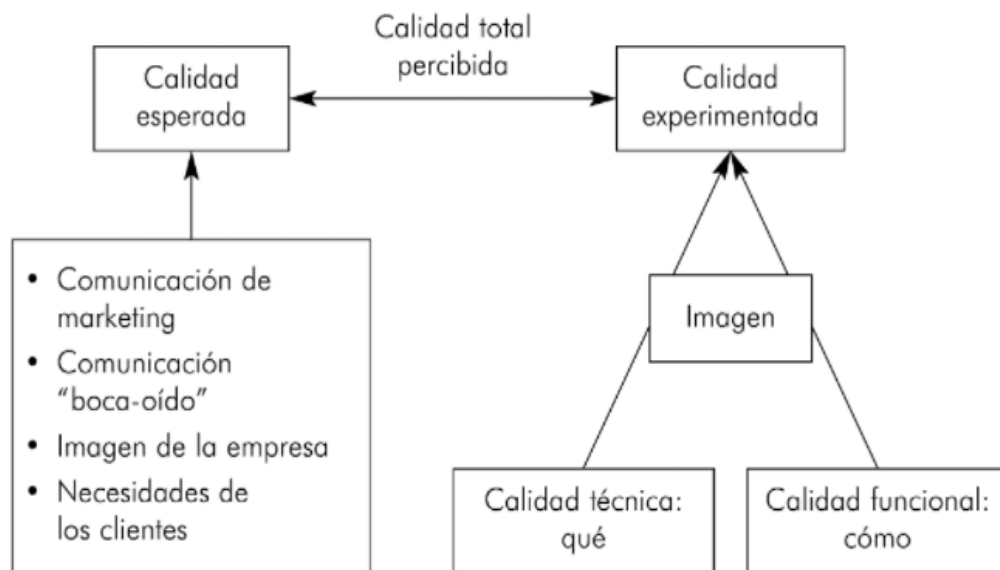 Calidad total
percibida
Calidad
esperada
Calidad
experimentada
• Comunicación de
marketing
• Comunicación
“boca-oído”
• Imagen de la empresa
• Necesidades de
los clientes
Imagen
Calidad técnica:
qué
Calidad funcional:
cómo